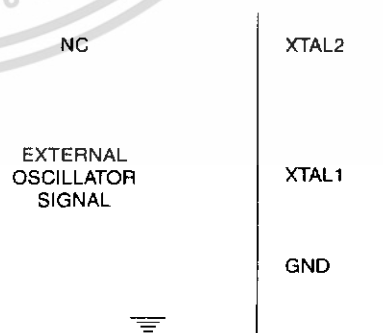 NC XTAL2
EXTERNAL
OSCILLATOR
SIGNAL
XTAL1
GND